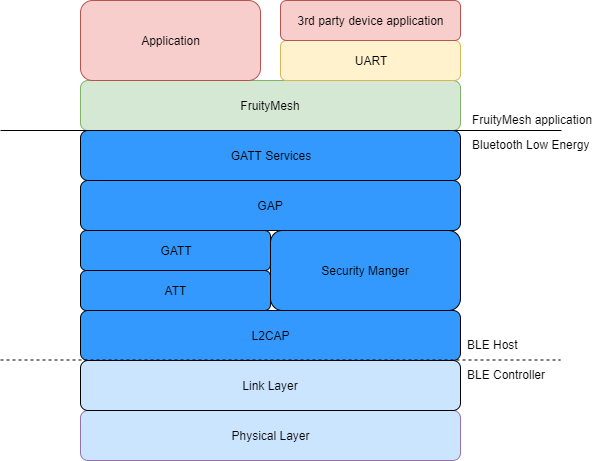 Application
3rd party device application
UART
FruityMesh
FruityMesh application
Bluetooth Low Energy
GATT Services
GAP
GATT
Security Manger
ATT
L2CAP
BLE Host
BLE Controller
Link Layer
Physical Layer